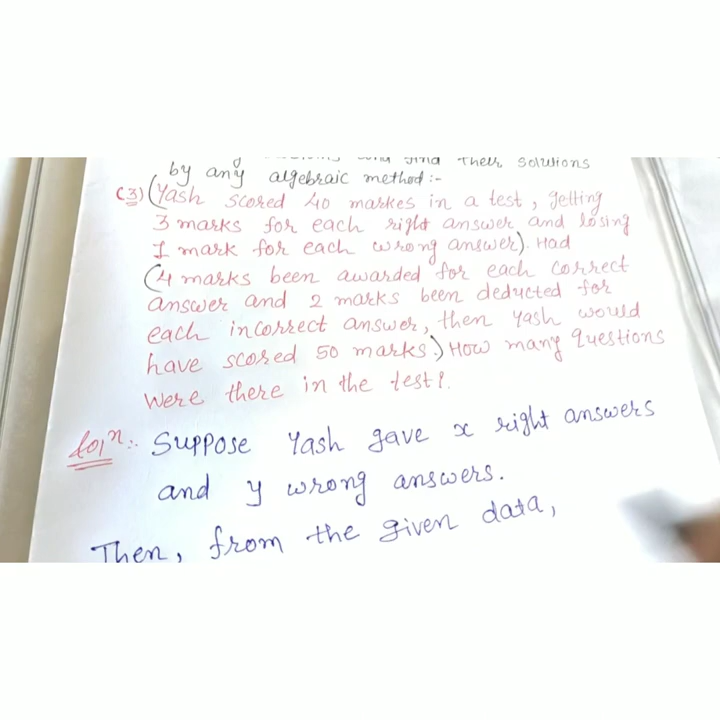 their solutions
by any algebraic method:-
(3) (Yash scored 40 markes in a test, getting
3 marks for each right answer and losing
1 mark for each wrong answer). Had
(4 marks been awarded for each correct
answer and 2 marks been deducted for
each incorrect answer, then Yash would
have scored 50 marks.) How many Questions
were there in the test?
Solⁿ:- Suppose Yash gave x right answers
and y wrong answers.
Then, from the given data,